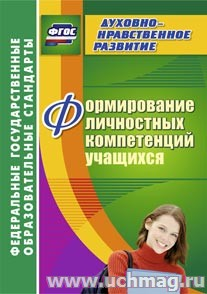 ФЕДЕРАЛЬНЫЕ ГОСУДАРСТВЕННЫЕ
ОБРАЗОВАТЕЛЬНЫЕ СТАНДАРТЫ
ФГОС
ДУХОВНО-
НРАВСТВЕННОЕ
РАЗВИТИЕ
Формирование
личностных
компетенций
учащихся
www.uchmag.ru